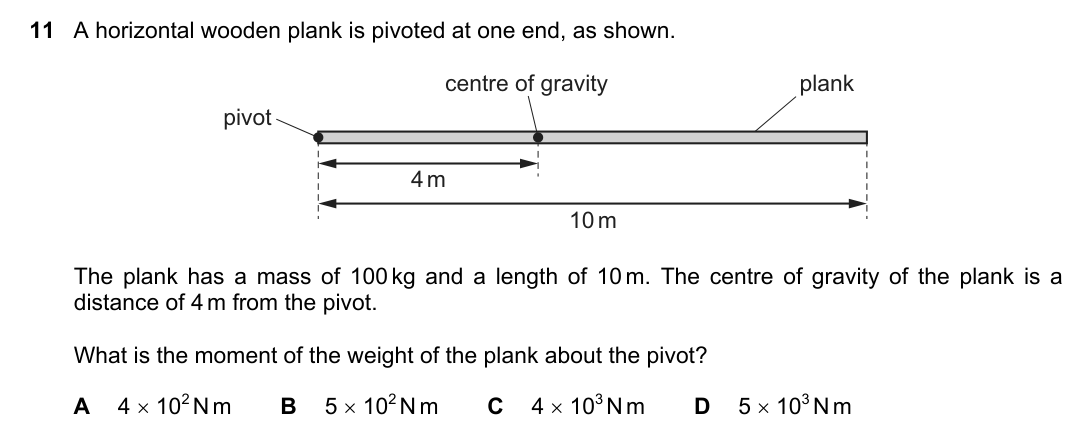 11 A horizontal wooden plank is pivoted at one end, as shown.
centre of gravity
plank
pivot
4 m
10 m
The plank has a mass of 100 kg and a length of 10 m. The centre of gravity of the plank is a
distance of 4 m from the pivot.
What is the moment of the weight of the plank about the pivot?
A 4 × 10² N m B 5 × 10² N m C 4 × 10³ N m D 5 × 10³ N m